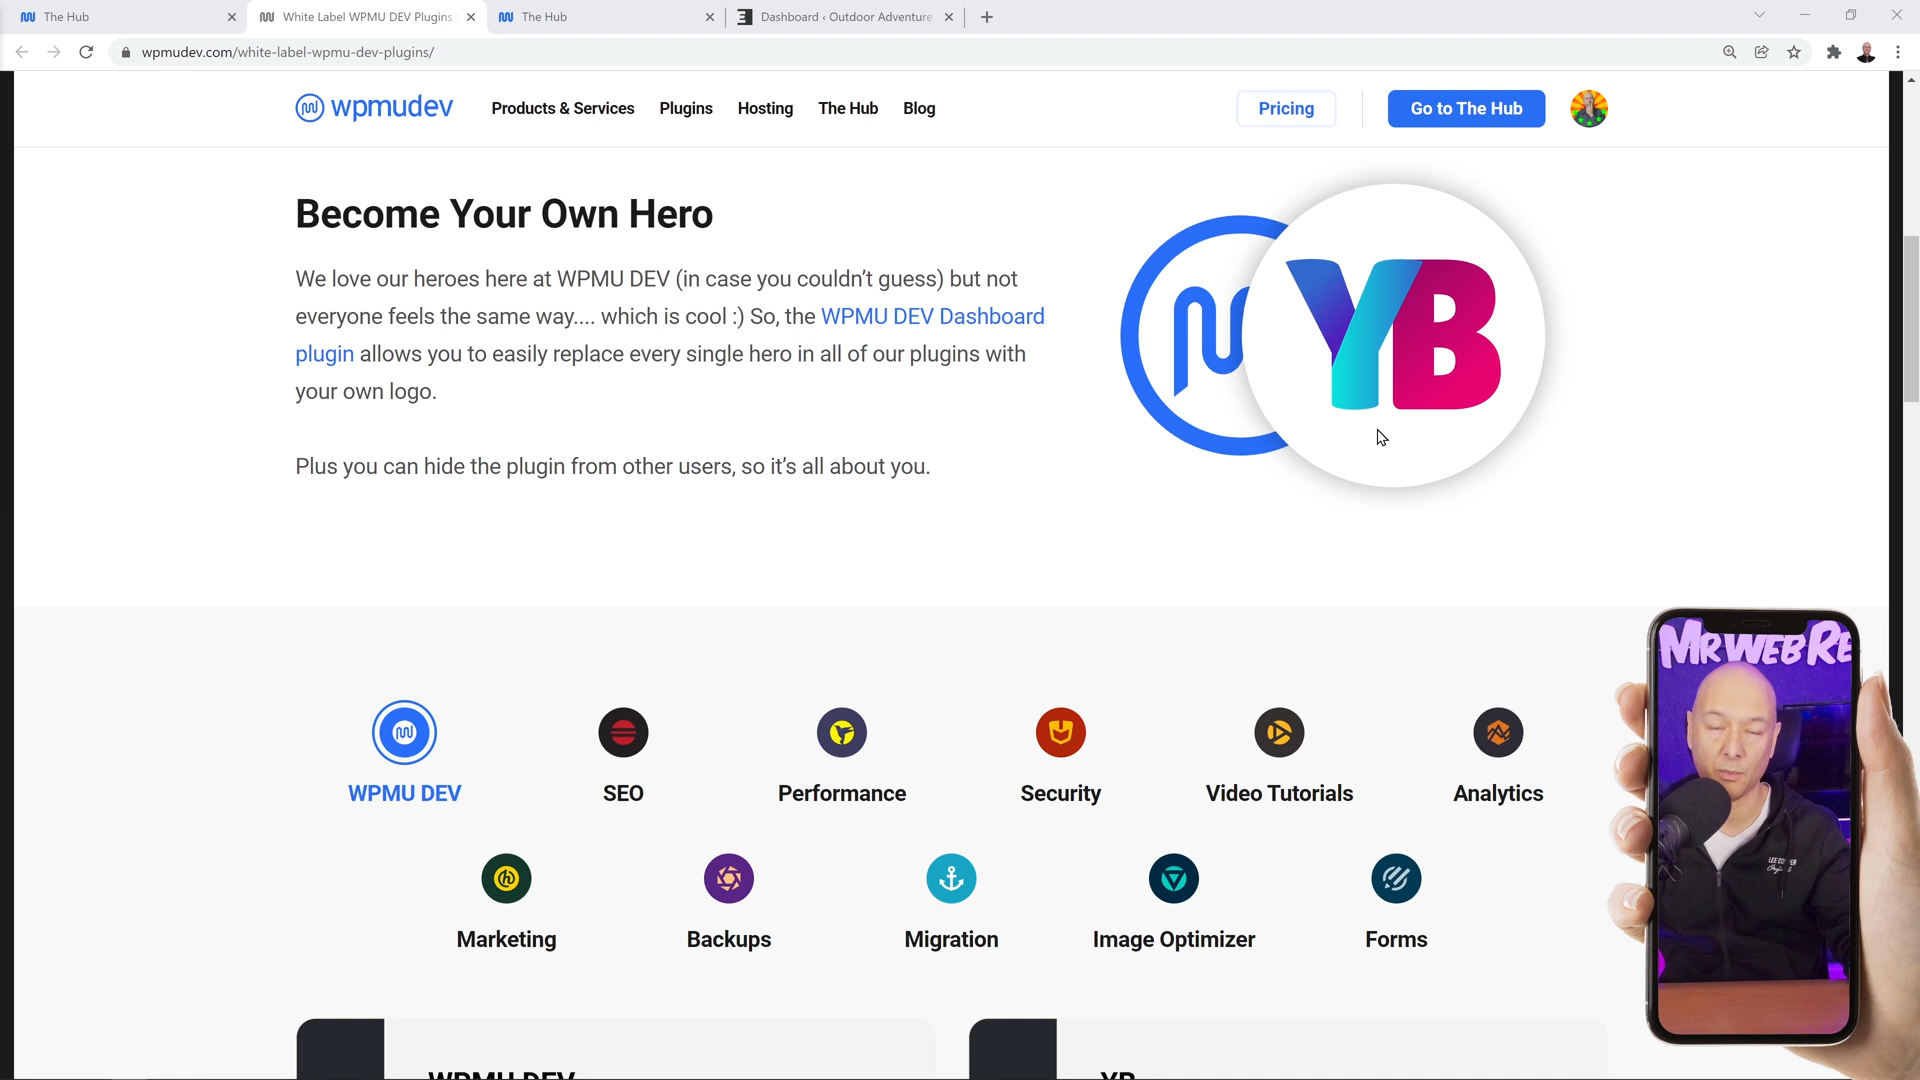 The Hub
White Label WPMU DEV Plugins
The Hub
Dashboard ‹ Outdoor Adventure
wpmudev.com/white-label-wpmu-dev-plugins/
wpmudev
Products & Services
Plugins
Hosting
The Hub
Blog
Pricing
Go to The Hub
Become Your Own Hero
We love our heroes here at WPMU DEV (in case you couldn't guess) but not
everyone feels the same way.... which is cool :) So, the WPMU DEV Dashboard
plugin allows you to easily replace every single hero in all of our plugins with
your own logo.
Plus you can hide the plugin from other users, so it's all about you.
YB
WPMU DEV
SEO
Performance
Security
Video Tutorials
Analytics
Marketing
Backups
Migration
Image Optimizer
Forms
WPMU DEV
YB
MRWEBRE